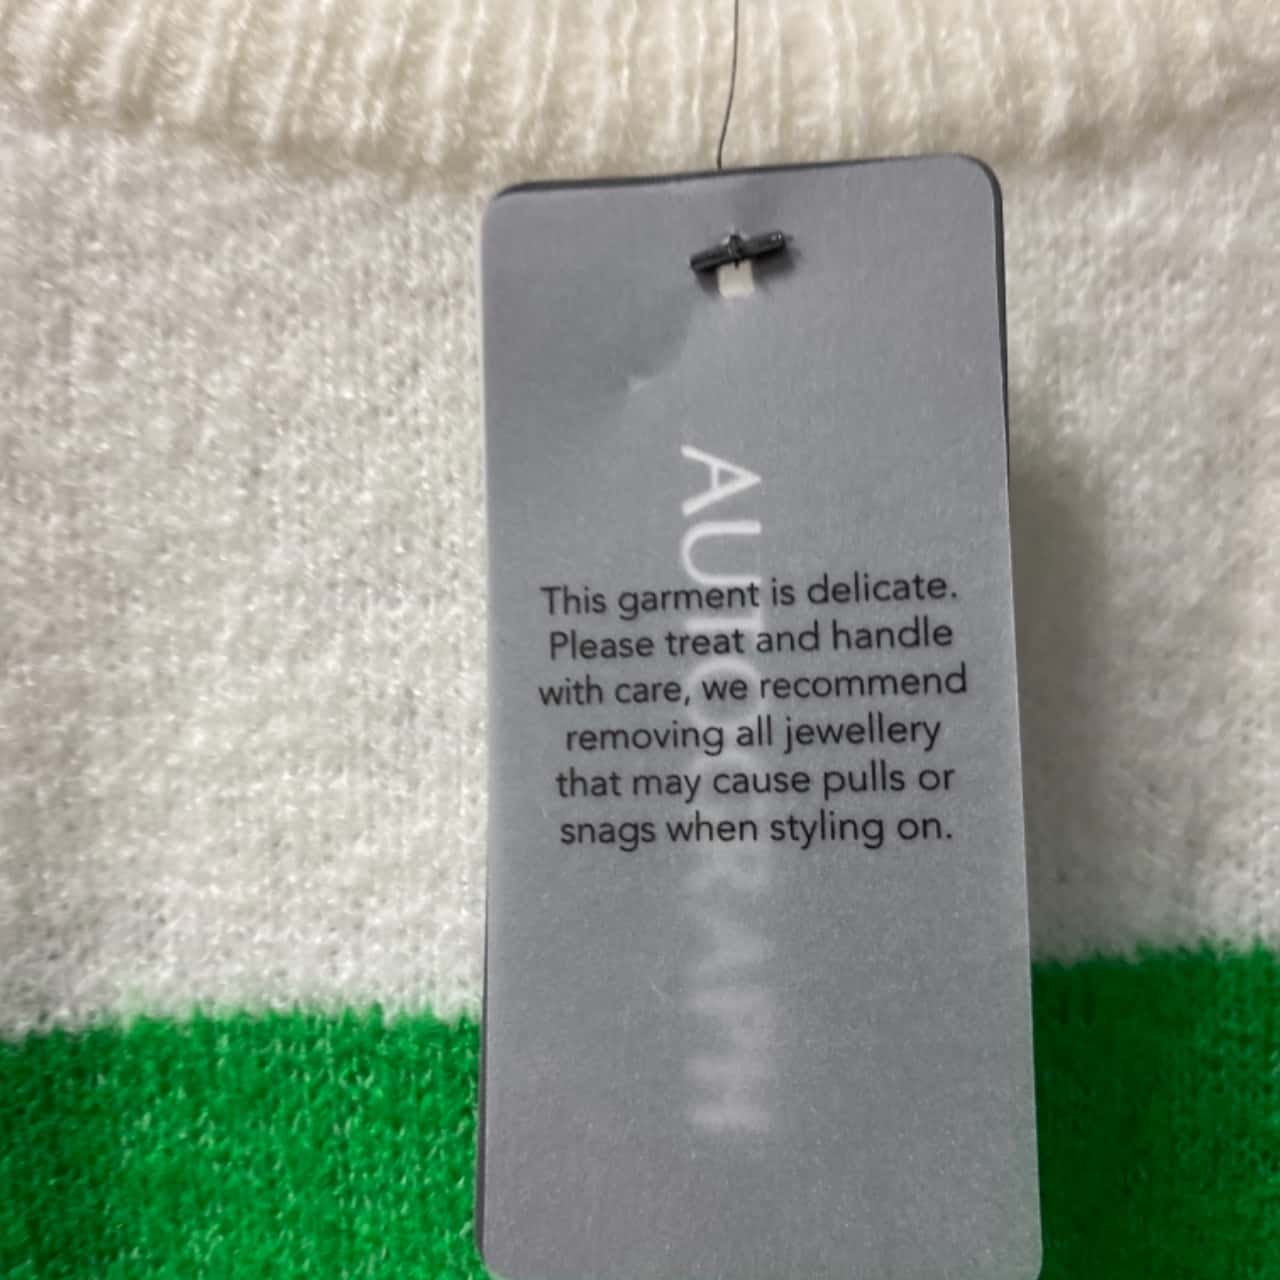 AUTOGRAPH
This garment is delicate.
Please treat and handle
with care, we recommend
removing all jewellery
that may cause pulls or
snags when styling on.